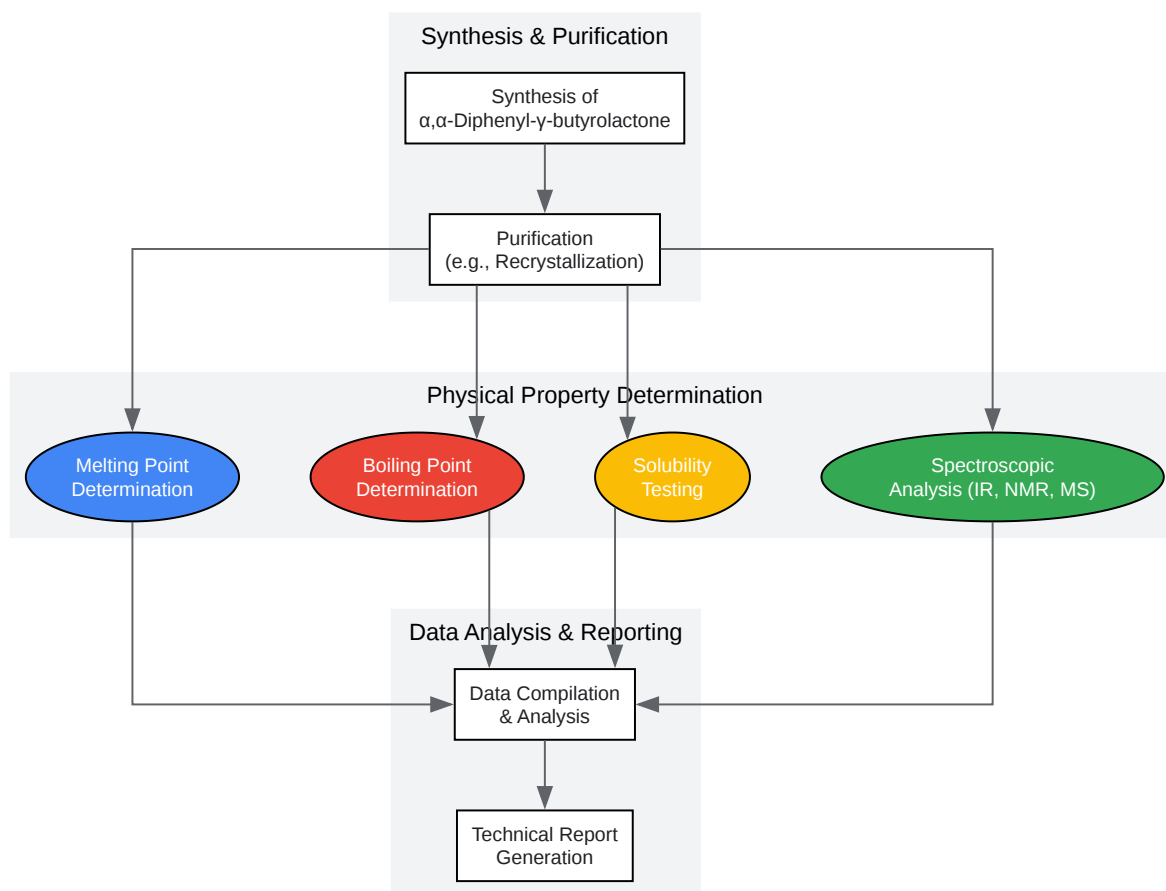 Synthesis & Purification
Synthesis of
α,α-Diphenyl-γ-butyrolactone
Purification
(e.g., Recrystallization)
Physical Property Determination
Melting Point
Determination
Boiling Point
Determination
Solubility
Testing
Spectroscopic
Analysis (IR, NMR, MS)
Data Analysis & Reporting
Data Compilation
& Analysis
Technical Report
Generation